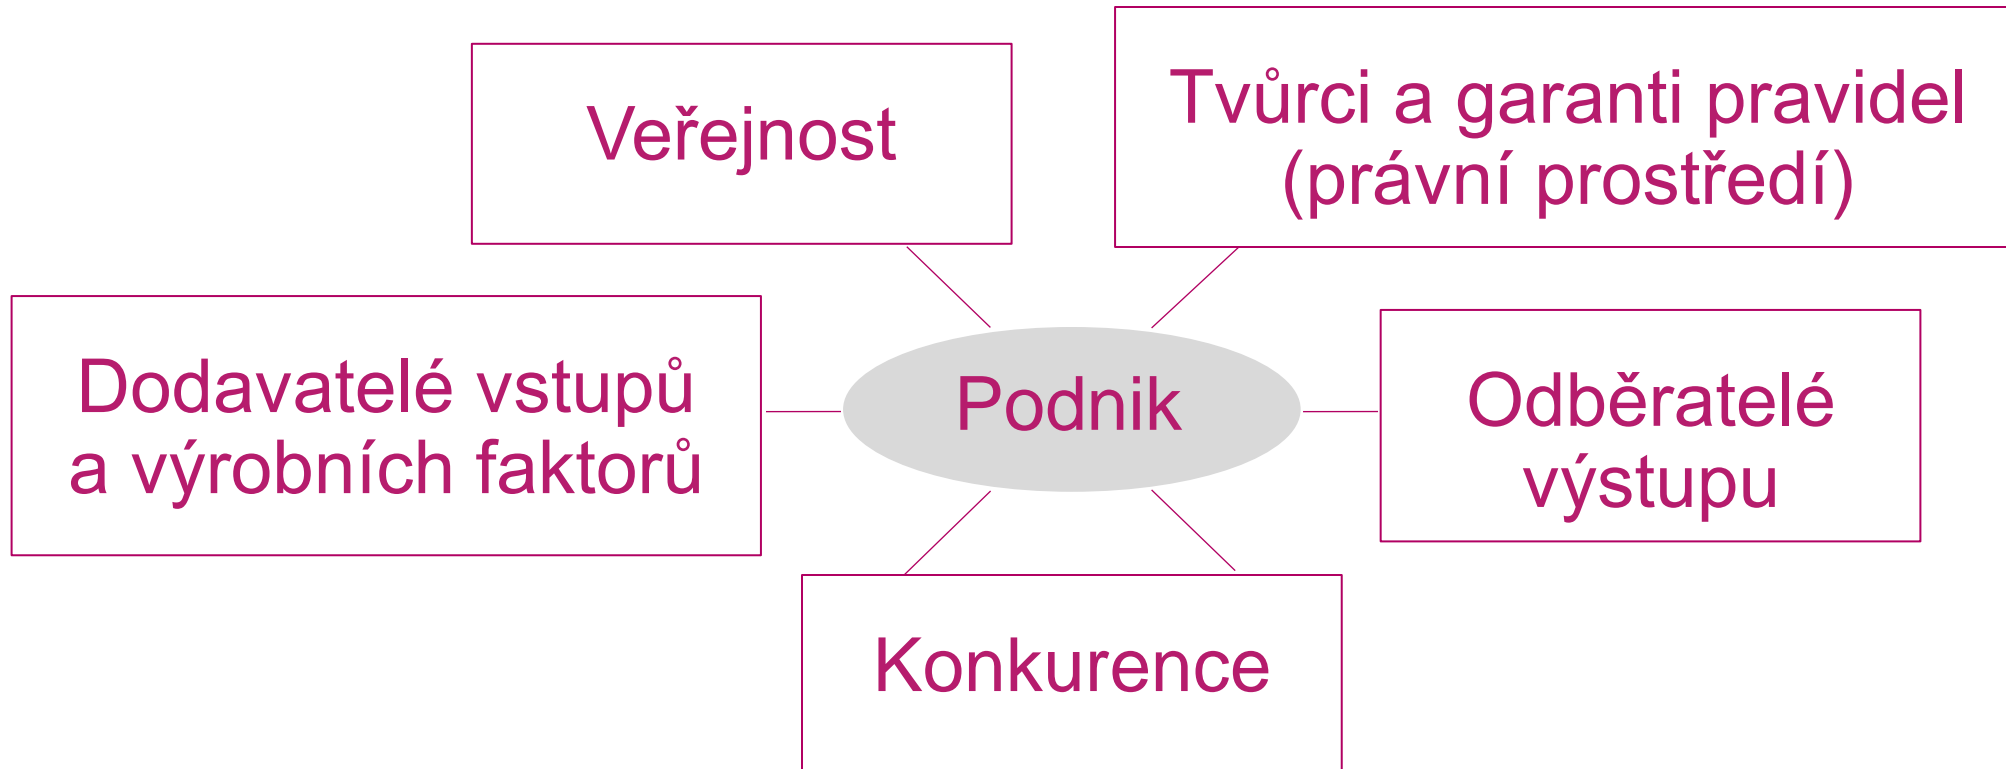 Veřejnost
Tvůrci a garanti pravidel
(právní prostředí)
Dodavatelé vstupů
a výrobních faktorů
Podnik
Odběratelé
výstupu
Konkurence